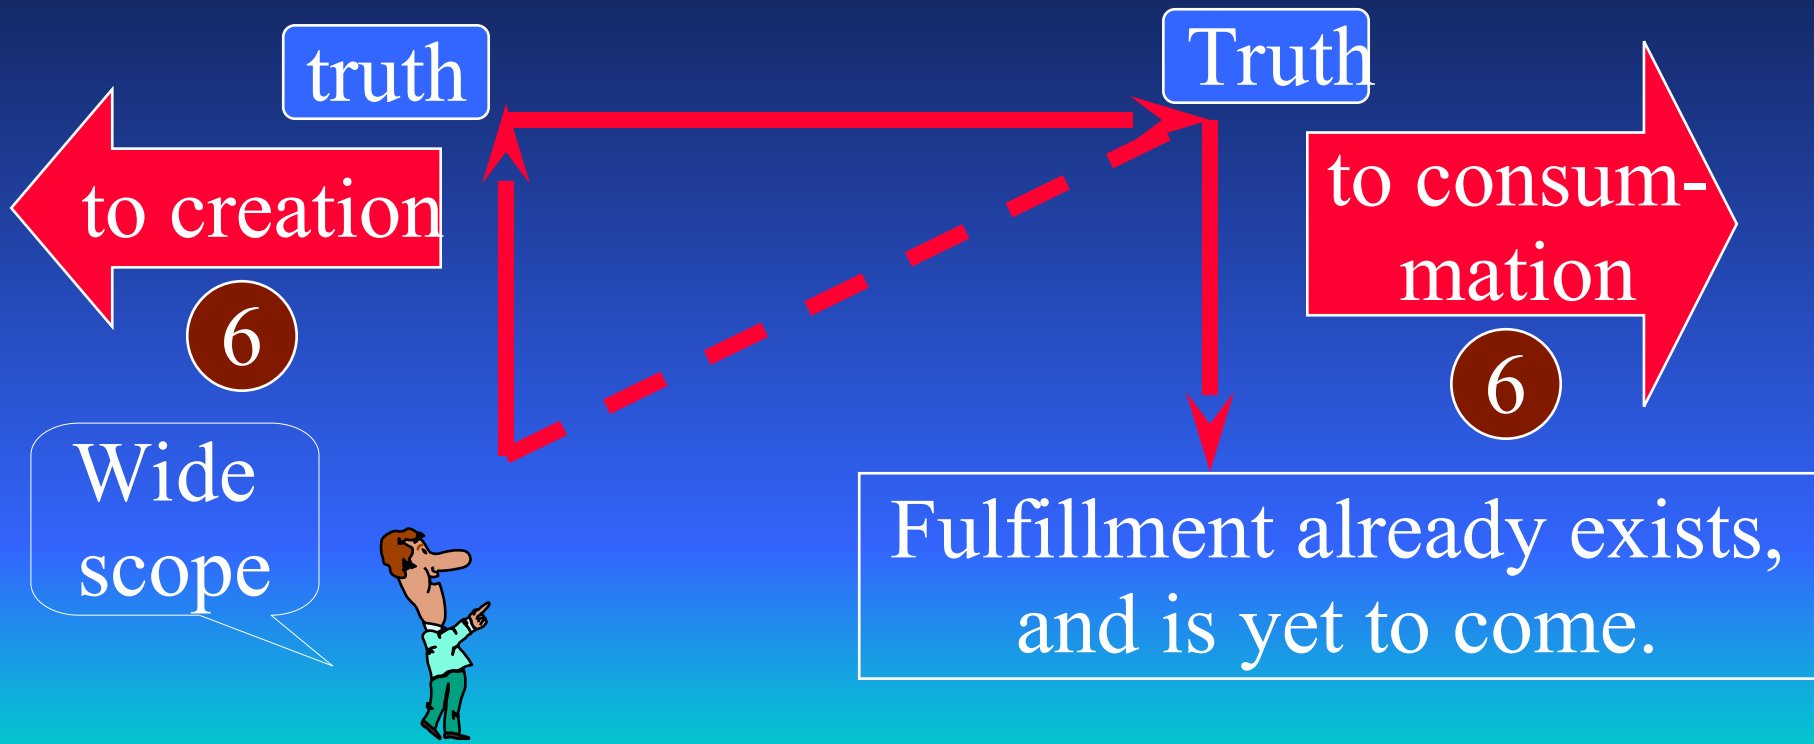 truth
Truth
to creation
to consum-
mation
6
6
Wide
scope
Fulfillment already exists,
and is yet to come.